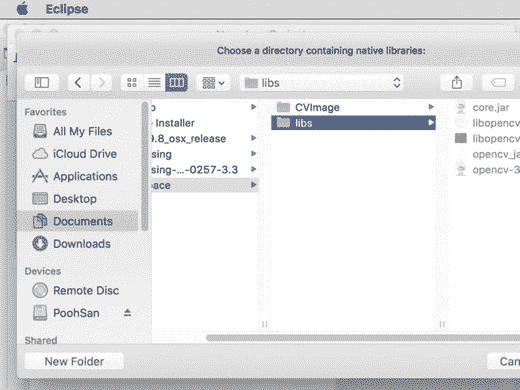 Eclipse
Choose a directory containing native libraries:
libs
Favorites
All My Files
iCloud Drive
Applications
Desktop
Documents
Downloads
Devices
Remote Disc
PoohSan
Shared
Installer
9.8_osx_release
sing
sing-...-0257-3.3
pace
CVImage
libs
core.jar
libopencv
libopencv
opencv_ja
opencv-3
New Folder
Can